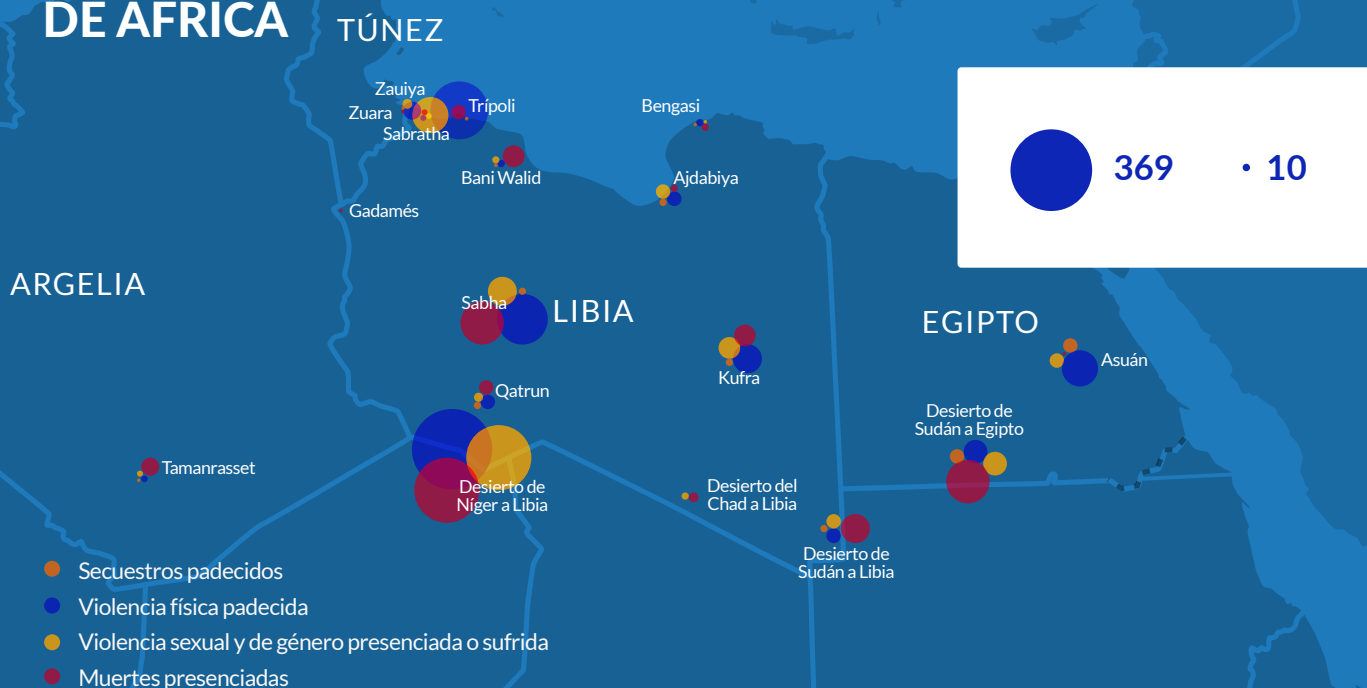 DE AFRICA
TÚNEZ
Zauiya
Zuara
Trípoli
Sabratha
Bengasi
369
10
Bani Walid
Ajdabiya
Gadamés
ARGELIA
Sabha
LIBIA
EGIPTO
Kufra
Asuán
Qatrun
Desierto de
Sudán a Egipto
Tamanrasset
Desierto de
Níger a Libia
Desierto del
Chad a Libia
Desierto de
Sudán a Libia
Secuestros padecidos
Violencia física padecida
Violencia sexual y de género presenciada o sufrida
Muertes presenciadas